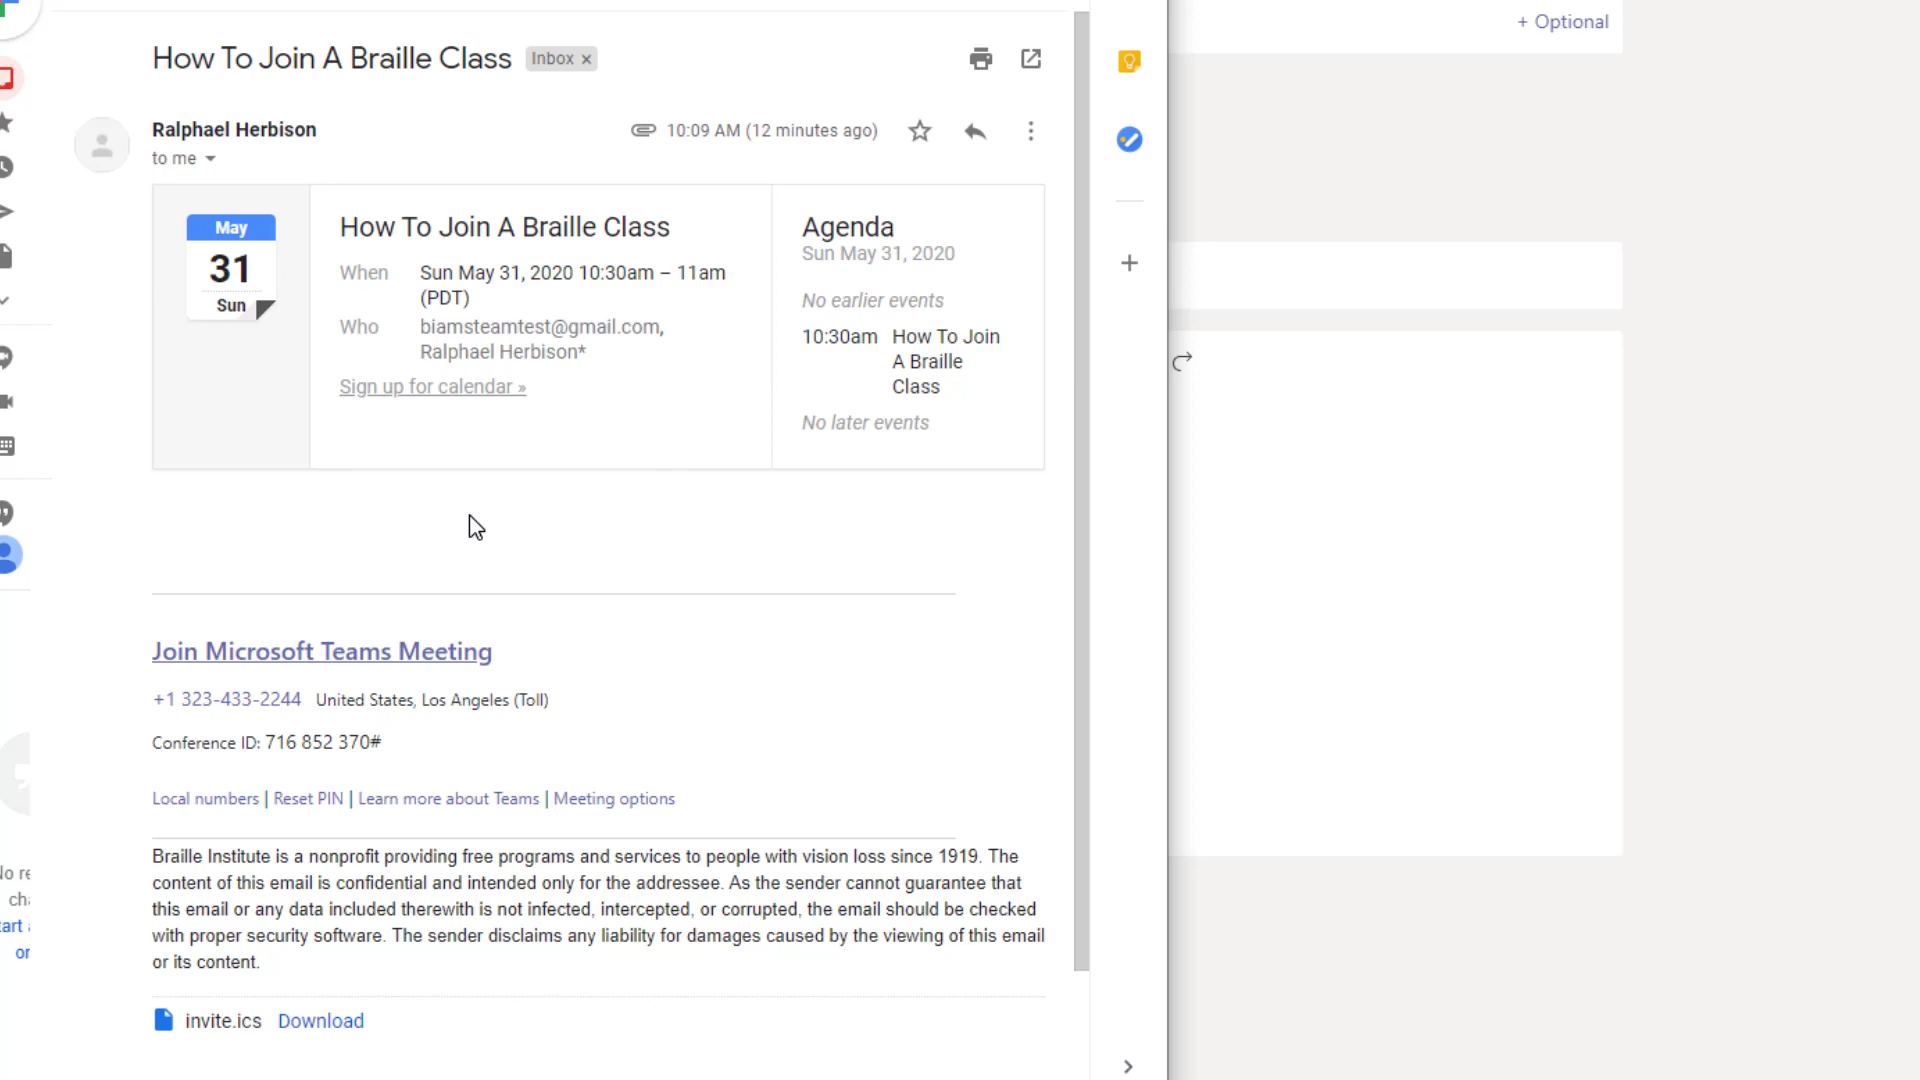 + Optional
How To Join A Braille Class Inbox ×
Ralphael Herbison 10:09 AM (12 minutes ago)
to me
May
31
Sun
How To Join A Braille Class
When Sun May 31, 2020 10:30am – 11am
(PDT)
Who biamsteamtest@gmail.com,
Ralphael Herbison*
Sign up for calendar »
Agenda
Sun May 31, 2020
No earlier events
10:30am How To Join
A Braille
Class
No later events
Join Microsoft Teams Meeting
+1 323-433-2244 United States, Los Angeles (Toll)
Conference ID: 716 852 370#
Local numbers | Reset PIN | Learn more about Teams | Meeting options
Braille Institute is a nonprofit providing free programs and services to people with vision loss since 1919. The
content of this email is confidential and intended only for the addressee. As the sender cannot guarantee that
this email or any data included therewith is not infected, intercepted, or corrupted, the email should be checked
with proper security software. The sender disclaims any liability for damages caused by the viewing of this email
or its content.
invite.ics Download